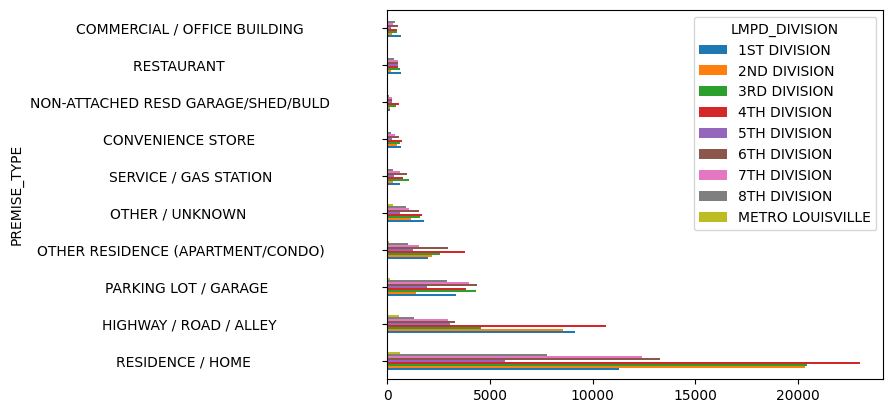 COMMERCIAL / OFFICE BUILDING
RESTAURANT
NON-ATTACHED RESD GARAGE/SHED/BULD
CONVENIENCE STORE
SERVICE / GAS STATION
OTHER / UNKNOWN
OTHER RESIDENCE (APARTMENT/CONDO)
PARKING LOT / GARAGE
HIGHWAY / ROAD / ALLEY
RESIDENCE / HOME
PREMISE_TYPE
LMPD_DIVISION
1ST DIVISION
2ND DIVISION
3RD DIVISION
4TH DIVISION
5TH DIVISION
6TH DIVISION
7TH DIVISION
8TH DIVISION
METRO LOUISVILLE
0 5000 10000 15000 20000